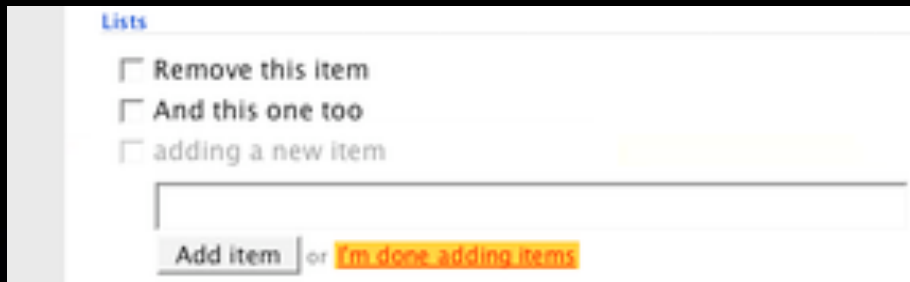 Lists
Remove this item
And this one too
adding a new item
Add item or I'm done adding items